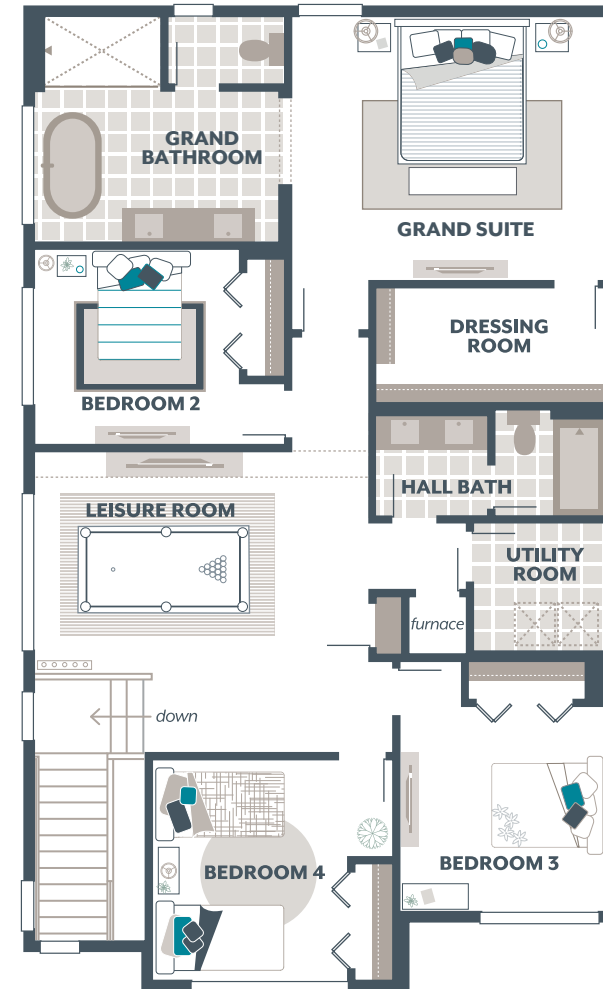 GRAND
BATHROOM
GRAND SUITE
DRESSING
ROOM
BEDROOM 2
HALL BATH
LEISURE ROOM
UTILITY
ROOM
furnace
down
BEDROOM 3
BEDROOM 4